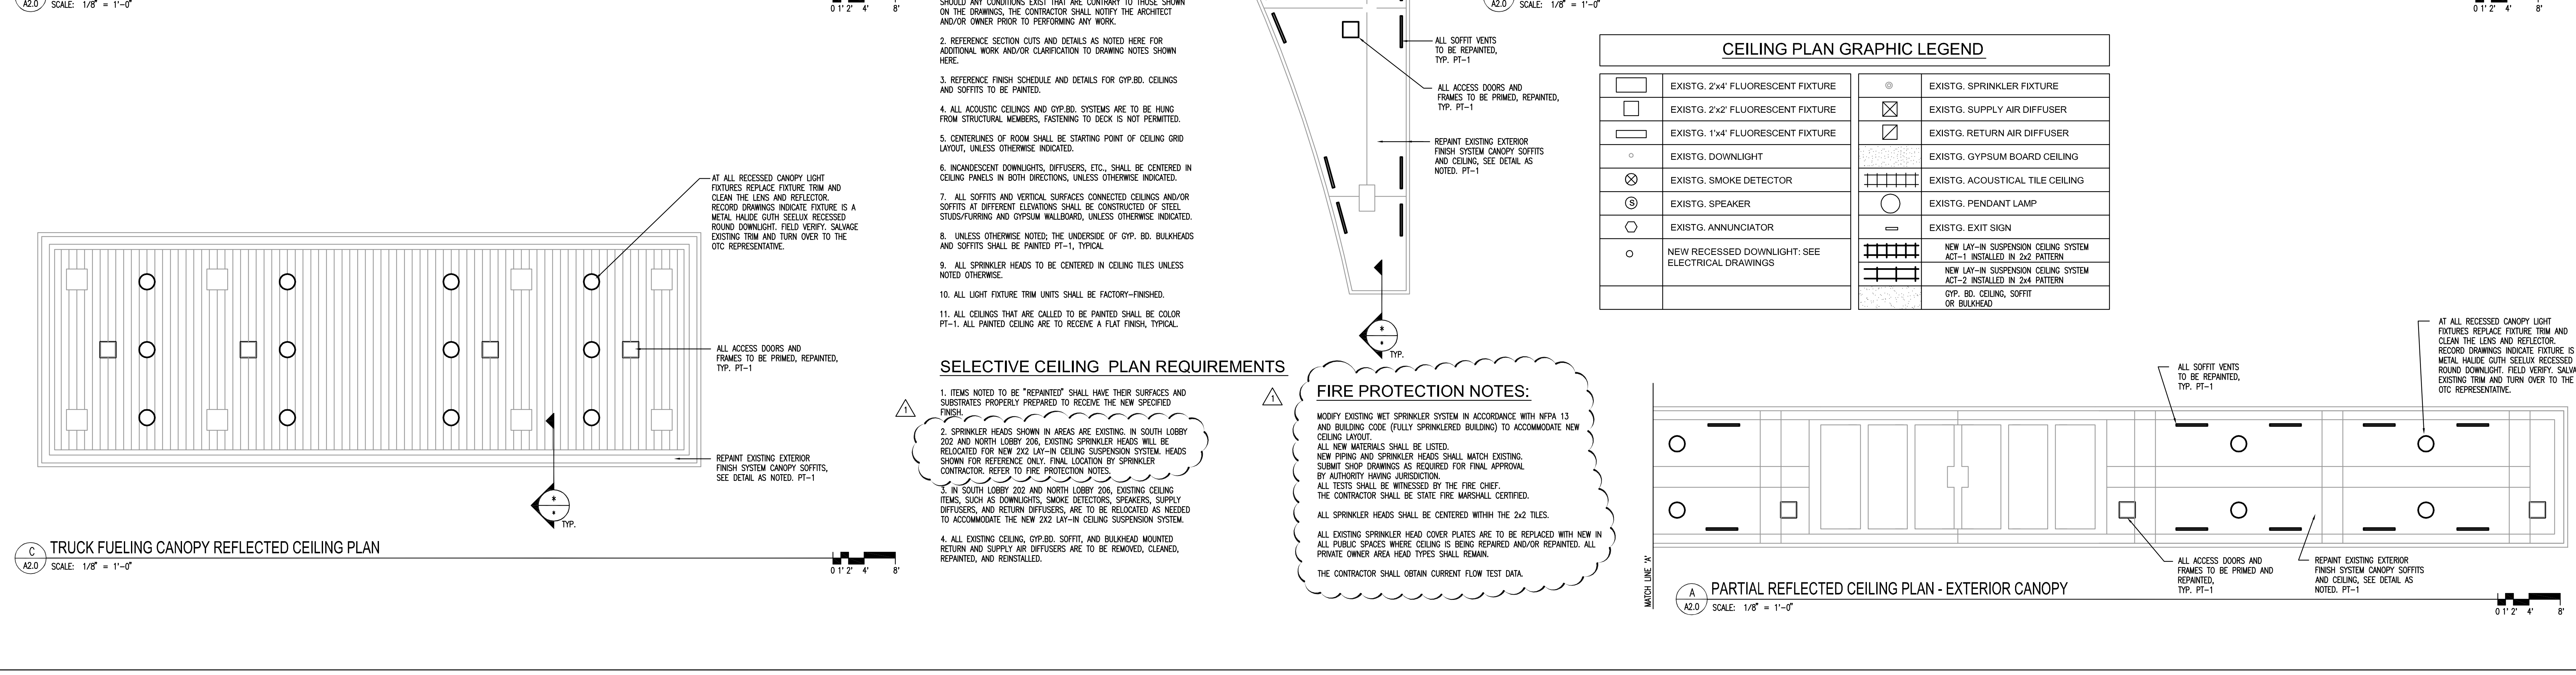 A2.0
SCALE: 1/8" = 1'-0"
0 1' 2' 4' 8'
AT ALL RECESSED CANOPY LIGHT
FIXTURES REPLACE FIXTURE TRIM AND
CLEAN THE LENS AND REFLECTOR.
RECORD DRAWINGS INDICATE FIXTURE IS A
METAL HALIDE GUTH SEELUX RECESSED
ROUND DOWNLIGHT. FIELD VERIFY. SALVAGE
EXISTING TRIM AND TURN OVER TO THE
OTC REPRESENTATIVE.
ALL ACCESS DOORS AND
FRAMES TO BE PRIMED, REPAINTED,
TYP. PT-1
REPAINT EXISTING EXTERIOR
FINISH SYSTEM CANOPY SOFFITS,
SEE DETAIL AS NOTED. PT-1
*
*
TYP.
C
A2.0
TRUCK FUELING CANOPY REFLECTED CEILING PLAN
SCALE: 1/8" = 1'-0"
0 1' 2' 4' 8'
SHOULD ANY CONDITIONS EXIST THAT ARE CONTRARY TO THOSE SHOWN
ON THE DRAWINGS, THE CONTRACTOR SHALL NOTIFY THE ARCHITECT
AND/OR OWNER PRIOR TO PERFORMING ANY WORK.
2. REFERENCE SECTION CUTS AND DETAILS AS NOTED HERE FOR
ADDITIONAL WORK AND/OR CLARIFICATION TO DRAWING NOTES SHOWN
HERE.
3. REFERENCE FINISH SCHEDULE AND DETAILS FOR GYP.BD. CEILINGS
AND SOFFITS TO BE PAINTED.
4. ALL ACOUSTIC CEILINGS AND GYP.BD. SYSTEMS ARE TO BE HUNG
FROM STRUCTURAL MEMBERS, FASTENING TO DECK IS NOT PERMITTED.
5. CENTERLINES OF ROOM SHALL BE STARTING POINT OF CEILING GRID
LAYOUT, UNLESS OTHERWISE INDICATED.
6. INCANDESCENT DOWNLIGHTS, DIFFUSERS, ETC., SHALL BE CENTERED IN
CEILING PANELS IN BOTH DIRECTIONS, UNLESS OTHERWISE INDICATED.
7. ALL SOFFITS AND VERTICAL SURFACES CONNECTED CEILINGS AND/OR
SOFFITS AT DIFFERENT ELEVATIONS SHALL BE CONSTRUCTED OF STEEL
STUDS/FURRING AND GYPSUM WALLBOARD, UNLESS OTHERWISE INDICATED.
8. UNLESS OTHERWISE NOTED; THE UNDERSIDE OF GYP. BD. BULKHEADS
AND SOFFITS SHALL BE PAINTED PT-1, TYPICAL
9. ALL SPRINKLER HEADS TO BE CENTERED IN CEILING TILES UNLESS
NOTED OTHERWISE.
10. ALL LIGHT FIXTURE TRIM UNITS SHALL BE FACTORY-FINISHED.
11. ALL CEILINGS THAT ARE CALLED TO BE PAINTED SHALL BE COLOR
PT-1. ALL PAINTED CEILING ARE TO RECEIVE A FLAT FINISH, TYPICAL.
SELECTIVE CEILING PLAN REQUIREMENTS
1. ITEMS NOTED TO BE "REPAINTED" SHALL HAVE THEIR SURFACES AND
SUBSTRATES PROPERLY PREPARED TO RECEIVE THE NEW SPECIFIED
FINISH.
1
2. SPRINKLER HEADS SHOWN IN AREAS ARE EXISTING. IN SOUTH LOBBY
202 AND NORTH LOBBY 206, EXISTING SPRINKLER HEADS WILL BE
RELOCATED FOR NEW 2X2 LAY-IN CEILING SUSPENSION SYSTEM. HEADS
SHOWN FOR REFERENCE ONLY. FINAL LOCATION BY SPRINKLER
CONTRACTOR. REFER TO FIRE PROTECTION NOTES.
3. IN SOUTH LOBBY 202 AND NORTH LOBBY 206, EXISTING CEILING
ITEMS, SUCH AS DOWNLIGHTS, SMOKE DETECTORS, SPEAKERS, SUPPLY
DIFFUSERS, AND RETURN DIFFUSERS, ARE TO BE RELOCATED AS NEEDED
TO ACCOMMODATE THE NEW 2X2 LAY-IN CEILING SUSPENSION SYSTEM.
4. ALL EXISTING CEILING, GYP.BD. SOFFIT, AND BULKHEAD MOUNTED
RETURN AND SUPPLY AIR DIFFUSERS ARE TO BE REMOVED, CLEANED,
REPAINTED, AND REINSTALLED.
ALL SOFFIT VENTS
TO BE REPAINTED,
TYP. PT-1
ALL ACCESS DOORS AND
FRAMES TO BE PRIMED, REPAINTED,
TYP. PT-1
REPAINT EXISTING EXTERIOR
FINISH SYSTEM CANOPY SOFFITS
AND CEILING, SEE DETAIL AS
NOTED. PT-1
*
*
TYP.
1
FIRE PROTECTION NOTES:
MODIFY EXISTING WET SPRINKLER SYSTEM IN ACCORDANCE WITH NFPA 13
AND BUILDING CODE (FULLY SPRINKLERED BUILDING) TO ACCOMMODATE NEW
CEILING LAYOUT.
ALL NEW MATERIALS SHALL BE LISTED.
NEW PIPING AND SPRINKLER HEADS SHALL MATCH EXISTING.
SUBMIT SHOP DRAWINGS AS REQUIRED FOR FINAL APPROVAL
BY AUTHORITY HAVING JURISDICTION.
ALL TESTS SHALL BE WITNESSED BY THE FIRE CHIEF.
THE CONTRACTOR SHALL BE STATE FIRE MARSHALL CERTIFIED.
ALL SPRINKLER HEADS SHALL BE CENTERED WITHIH THE 2x2 TILES.
ALL EXISTING SPRINKLER HEAD COVER PLATES ARE TO BE REPLACED WITH NEW IN
ALL PUBLIC SPACES WHERE CEILING IS BEING REPAIRED AND/OR REPAINTED. ALL
PRIVATE OWNER AREA HEAD TYPES SHALL REMAIN.
THE CONTRACTOR SHALL OBTAIN CURRENT FLOW TEST DATA.
A2.0
SCALE: 1/8" = 1'-0"
0 1' 2' 4' 8'
CEILING PLAN GRAPHIC LEGEND
EXISTG. 2'x4' FLUORESCENT FIXTURE
EXISTG. 2'x2' FLUORESCENT FIXTURE
EXISTG. 1'x4' FLUORESCENT FIXTURE
EXISTG. DOWNLIGHT
EXISTG. SMOKE DETECTOR
S
EXISTG. SPEAKER
EXISTG. ANNUNCIATOR
NEW RECESSED DOWNLIGHT: SEE
ELECTRICAL DRAWINGS
EXISTG. SPRINKLER FIXTURE
EXISTG. SUPPLY AIR DIFFUSER
EXISTG. RETURN AIR DIFFUSER
EXISTG. GYPSUM BOARD CEILING
EXISTG. ACOUSTICAL TILE CEILING
EXISTG. PENDANT LAMP
EXISTG. EXIT SIGN
NEW LAY-IN SUSPENSION CEILING SYSTEM
ACT-1 INSTALLED IN 2x2 PATTERN
NEW LAY-IN SUSPENSION CEILING SYSTEM
ACT-2 INSTALLED IN 2x4 PATTERN
GYP. BD. CEILING, SOFFIT
OR BULKHEAD
AT ALL RECESSED CANOPY LIGHT
FIXTURES REPLACE FIXTURE TRIM AND
CLEAN THE LENS AND REFLECTOR.
RECORD DRAWINGS INDICATE FIXTURE IS
METAL HALIDE GUTH SEELUX RECESSED
ROUND DOWNLIGHT. FIELD VERIFY. SALVA
EXISTING TRIM AND TURN OVER TO THE
OTC REPRESENTATIVE.
ALL SOFFIT VENTS
TO BE REPAINTED,
TYP. PT-1
ALL ACCESS DOORS AND
FRAMES TO BE PRIMED AND
REPAINTED,
TYP. PT-1
REPAINT EXISTING EXTERIOR
FINISH SYSTEM CANOPY SOFFITS
AND CEILING, SEE DETAIL AS
NOTED. PT-1
MATCH LINE 'A'
A
A2.0
PARTIAL REFLECTED CEILING PLAN - EXTERIOR CANOPY
SCALE: 1/8" = 1'-0"
0 1' 2' 4' 8'